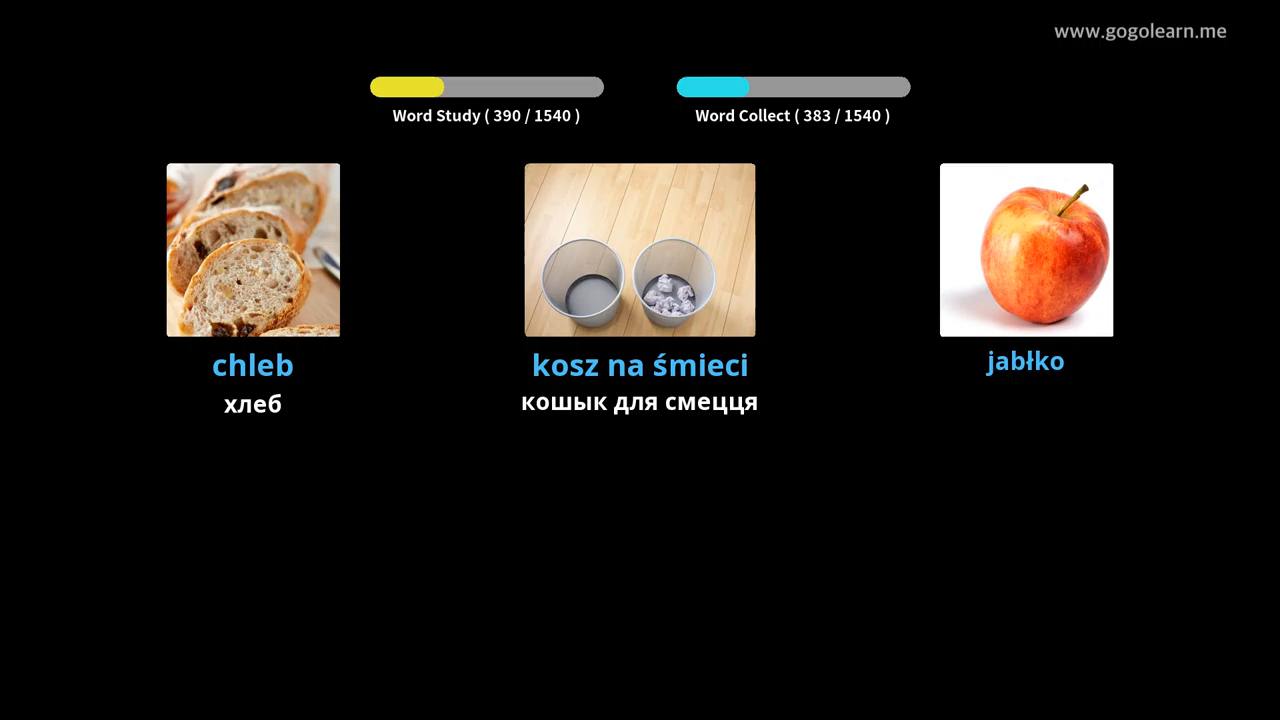 www.gogolearn.me
Word Study ( 390 / 1540 )
Word Collect ( 383 / 1540 )
chleb
хлеб
kosz na śmieci
кошык для смецця
jabłko